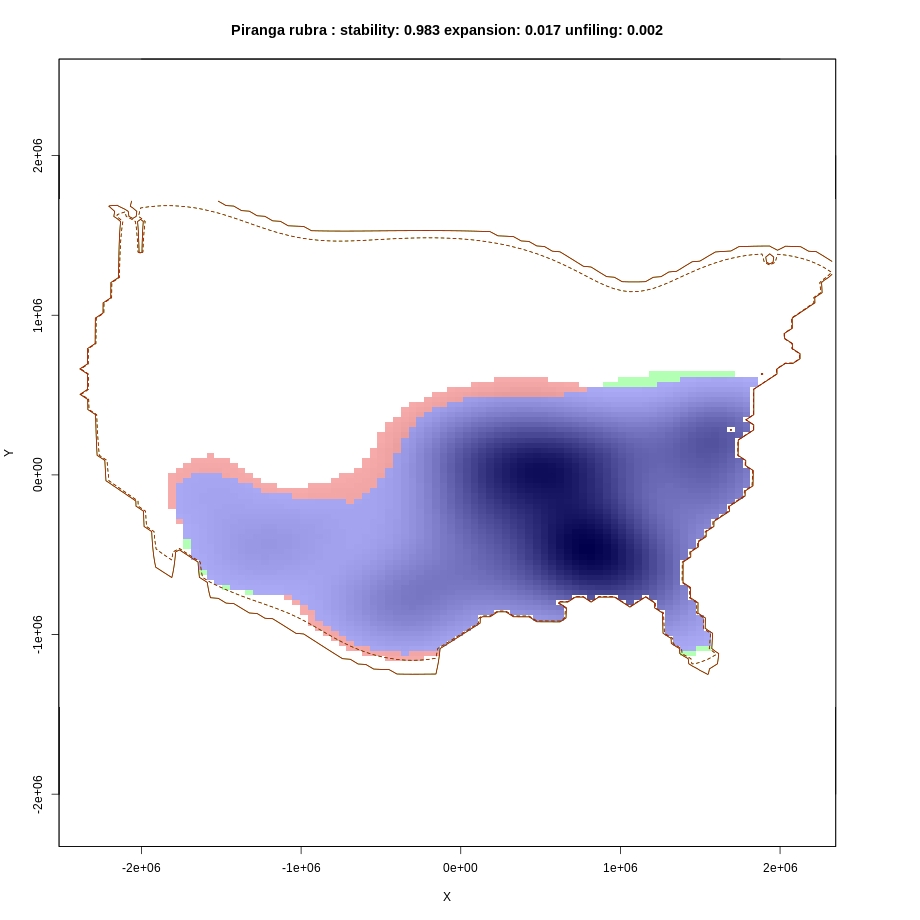 Piranga rubra : stability: 0.983 expansion: 0.017 unfiling: 0.002
2e+06
1e+06
Y
0e+00
-1e+06
-2e+06
-2e+06 -1e+06 0e+00 1e+06 2e+06
X